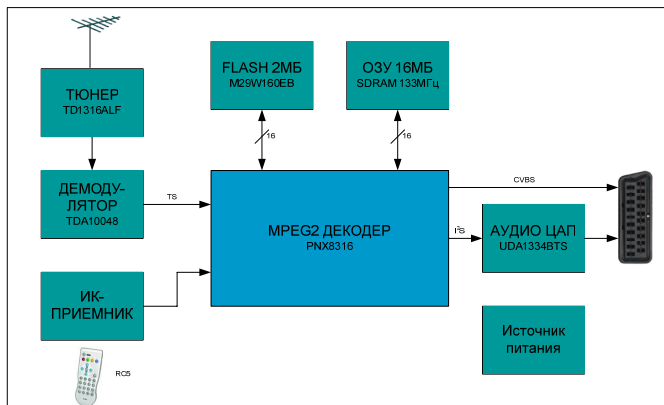 ТЮНЕР
TD1316ALF
FLASH 2МБ
M29W160EB
ОЗУ 16МБ
SDRAM 133МГц
16
16
ДЕМОДУ-
ЛЯТОР
TDA10048
TS
MPEG2 ДЕКОДЕР
PNX8316
CVBS
I²S
АУДИО ЦАП
UDA1334BTS
ИК-
ПРИЕМНИК
Источник
питания
RC5